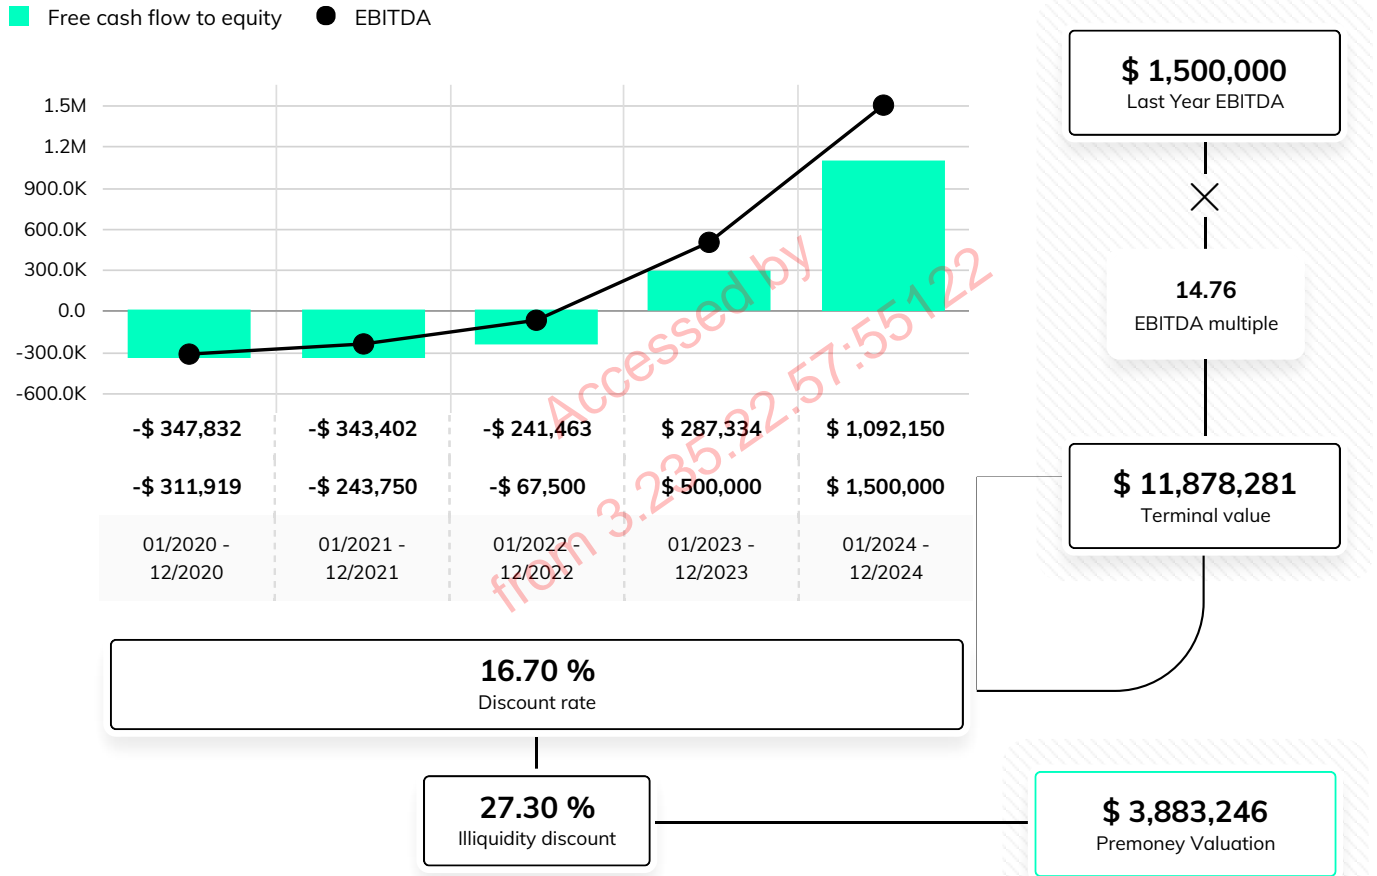 Free cash flow to equity
EBITDA
1.5M
1.2M
900.0K
600.0K
300.0K
0.0
-300.0K
-600.0K
-$ 347,832
-$ 343,402
-$ 241,463
$ 287,334
$ 1,092,150
-$ 311,919
-$ 243,750
-$ 67,500
$ 500,000
$ 1,500,000
01/2020 -
12/2020
01/2021 -
12/2021
01/2022 -
12/2022
01/2023 -
12/2023
01/2024 -
12/2024
Accessed by
from 3.235.22.57:55122
$ 1,500,000
Last Year EBITDA
14.76
EBITDA multiple
$ 11,878,281
Terminal value
16.70 %
Discount rate
27.30 %
Illiquidity discount
$ 3,883,246
Premoney Valuation